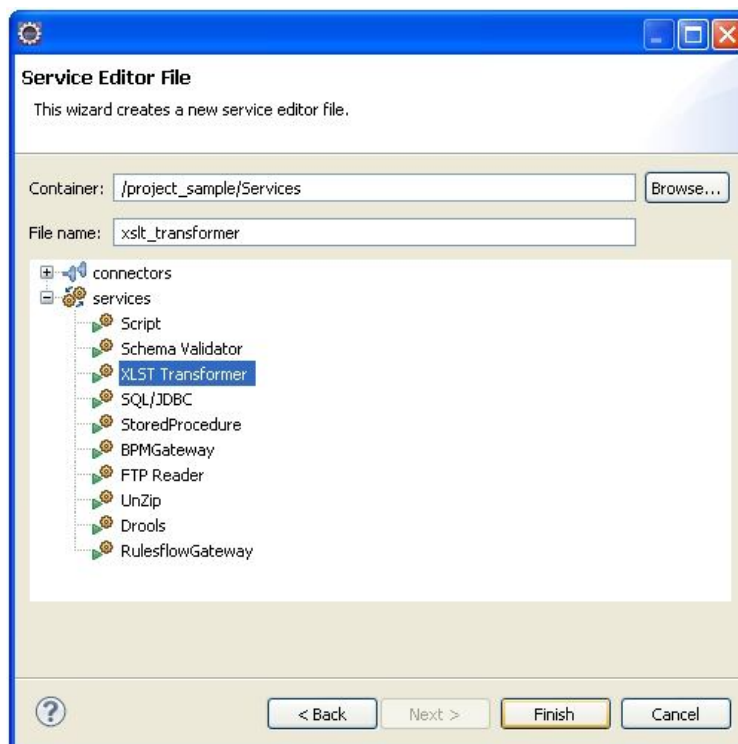 Service Editor File
This wizard creates a new service editor file.
Container: /project_sample/Services Browse...
File name: xslt_transformer
connectors
services
Script
Schema Validator
XLST Transformer
SQL/JDBC
StoredProcedure
BPMGateway
FTP Reader
UnZip
Drools
RulesflowGateway
? < Back Next > Finish Cancel